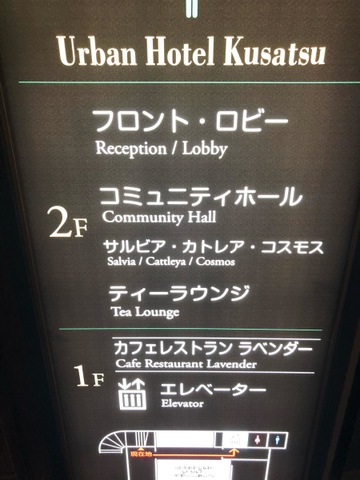 Urban Hotel Kusatsu
フロント・ロビー
Reception / Lobby
2F
コミュニティホール
Community Hall
サルビア・カトレア・コスモス
Salvia / Cattleya / Cosmos
ティーラウンジ
Tea Lounge
1F
カフェレストラン ラベンダー
Cafe Restaurant Lavender
エレベーター
Elevator
現在地